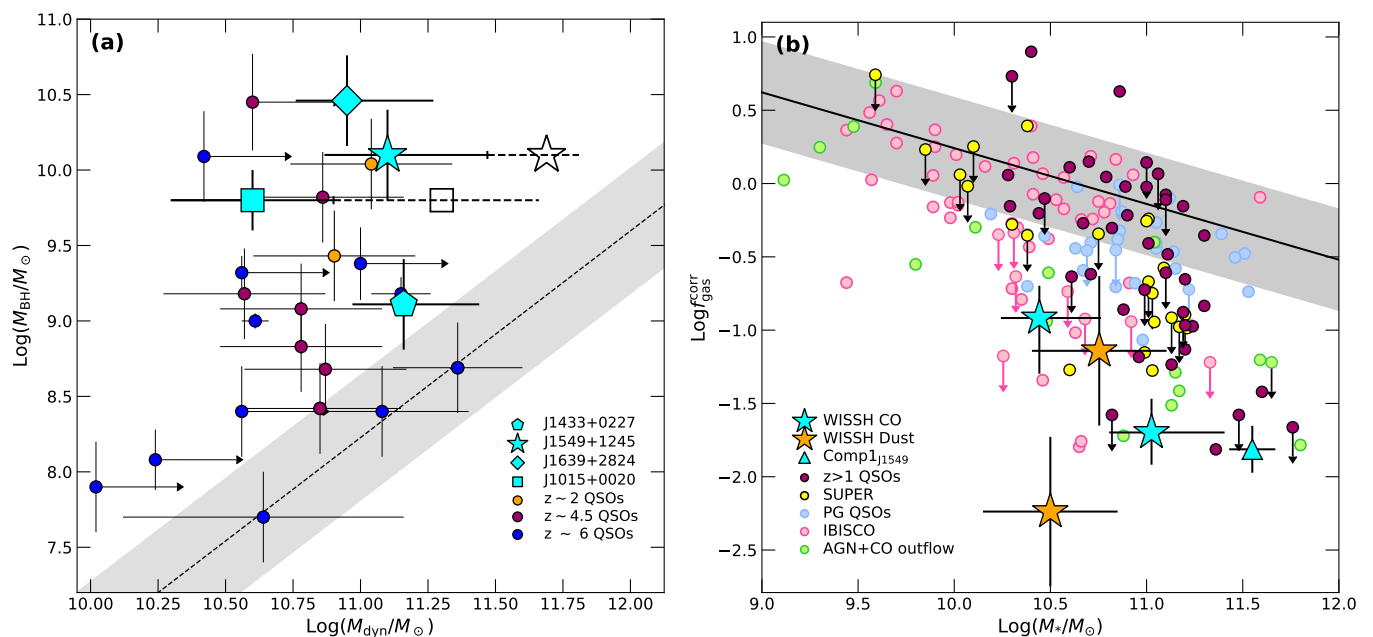 (a)
11.0
10.5
10.0
9.5
9.0
8.5
8.0
7.5
Log(M_BH/M_⊙)
10.00 10.25 10.50 10.75 11.00 11.25 11.50 11.75 12.00
Log(M_dyn/M_⊙)
J1433+0227
J1549+1245
J1639+2824
J1015+0020
z~2 QSOs
z~4.5 QSOs
z ~ 6 QSOs
(b)
1.0
0.5
0.0
−0.5
−1.0
−1.5
−2.0
−2.5
Logf_gas^corr
9.0 9.5 10.0 10.5 11.0 11.5 12.0
Log(M_*/M_⊙)
WISSH CO
WISSH Dust
Comp1_J1549
z>1 QSOs
SUPER
PG QSOs
IBISCO
AGN+CO outflow